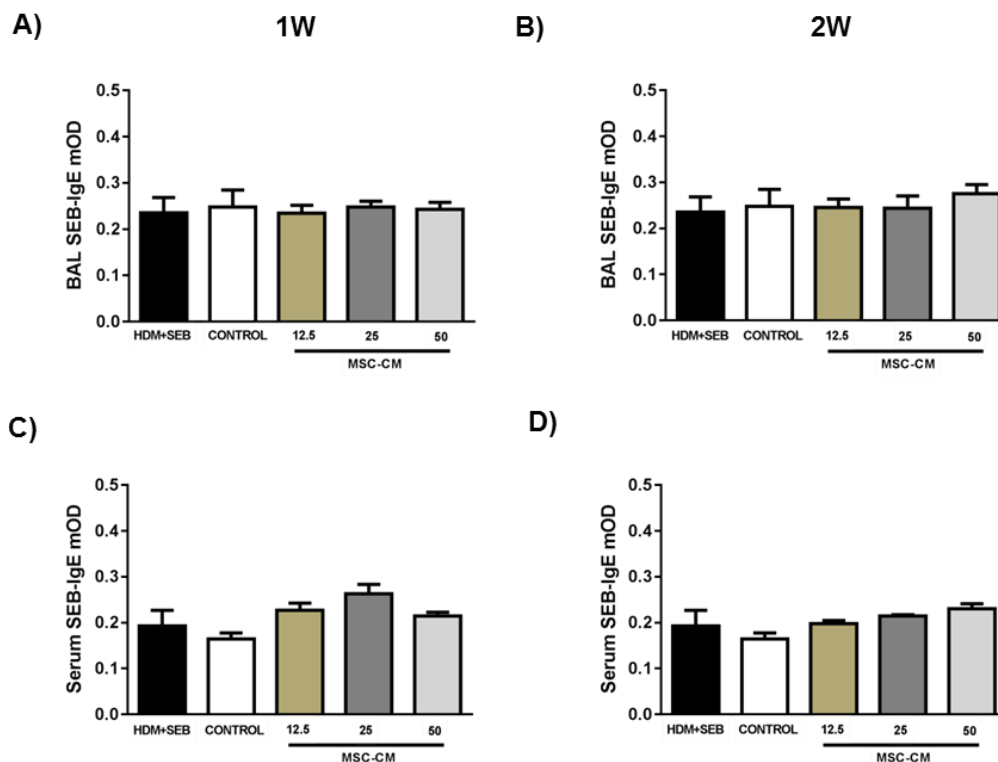 A) 1W B) 2W
BAL SEB-IgE mOD
0.5
0.4
0.3
0.2
0.1
0.0
HDM+SEB CONTROL 12.5 25 50
MSC-CM
BAL SEB-IgE mOD
0.5
0.4
0.3
0.2
0.1
0.0
HDM+SEB CONTROL 12.5 25 50
MSC-CM
C) D)
Serum SEB-IgE mOD
0.5
0.4
0.3
0.2
0.1
0.0
HDM+SEB CONTROL 12.5 25 50
MSC-CM
Serum SEB-IgE mOD
0.5
0.4
0.3
0.2
0.1
0.0
HDM+SEB CONTROL 12.5 25 50
MSC-CM